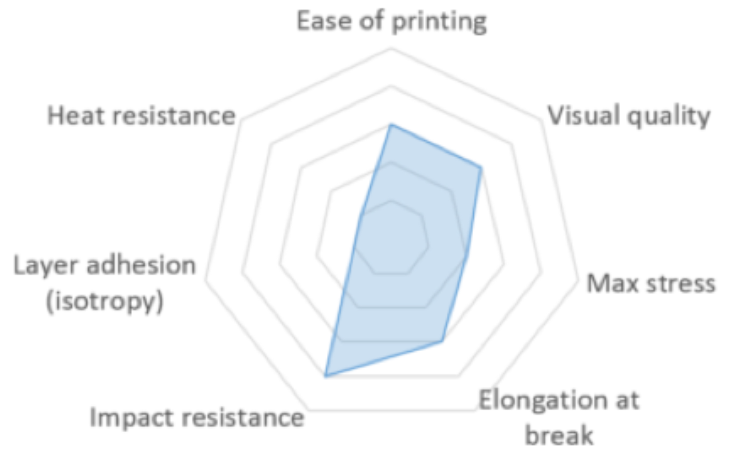 Ease of printing
Heat resistance
Visual quality
Layer adhesion
(isotropy)
Max stress
Impact resistance
Elongation at
break